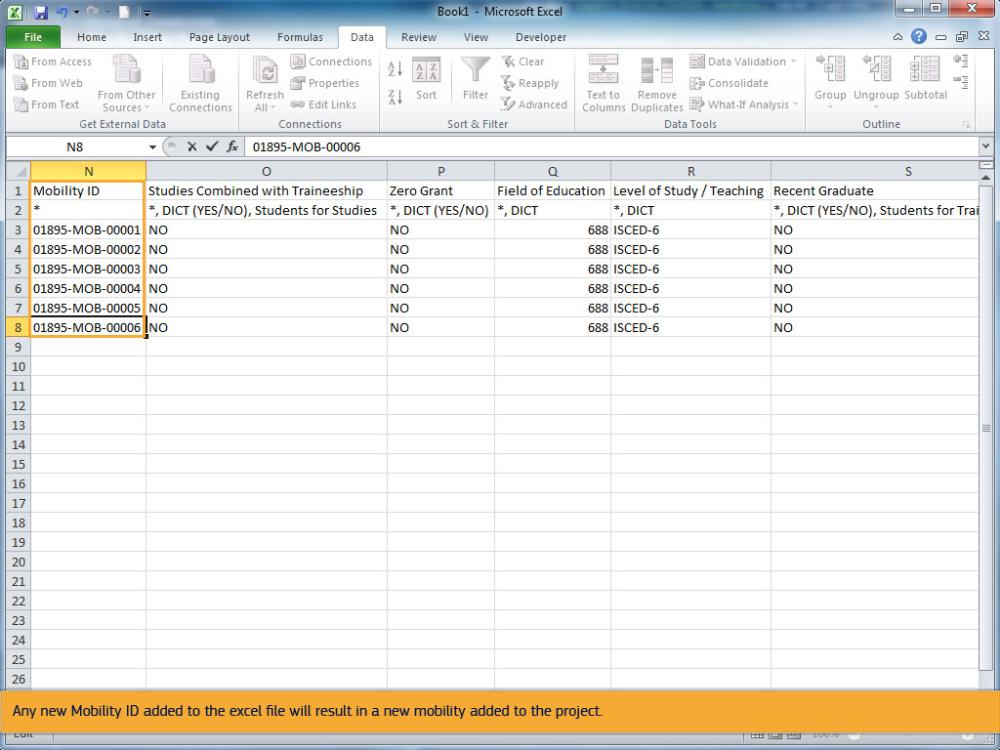 Book1 - Microsoft Excel
File Home Insert Page Layout Formulas Data Review View Developer
From Access
From Web
From Text
From Other Sources
Existing Connections
Get External Data
Refresh All
Connections
Properties
Edit Links
Connections
Sort
Filter
Clear
Reapply
Advanced
Sort & Filter
Text to Columns
Remove Duplicates
Data Validation
Consolidate
What-If Analysis
Data Tools
Group
Ungroup
Subtotal
Outline
N8 fx 01895-MOB-00006
N O P Q R S
1 Mobility ID Studies Combined with Traineeship Zero Grant Field of Education Level of Study / Teaching Recent Graduate
2 * *, DICT (YES/NO), Students for Studies *, DICT (YES/NO) *, DICT *, DICT *, DICT (YES/NO), Students for Trai
3 01895-MOB-00001 NO NO 688 ISCED-6 NO
4 01895-MOB-00002 NO NO 688 ISCED-6 NO
5 01895-MOB-00003 NO NO 688 ISCED-6 NO
6 01895-MOB-00004 NO NO 688 ISCED-6 NO
7 01895-MOB-00005 NO NO 688 ISCED-6 NO
8 01895-MOB-00006 NO NO 688 ISCED-6 NO
9
10
11
12
13
14
15
16
17
18
19
20
21
22
23
24
25
26
Any new Mobility ID added to the excel file will result in a new mobility added to the project.
Edit 100%